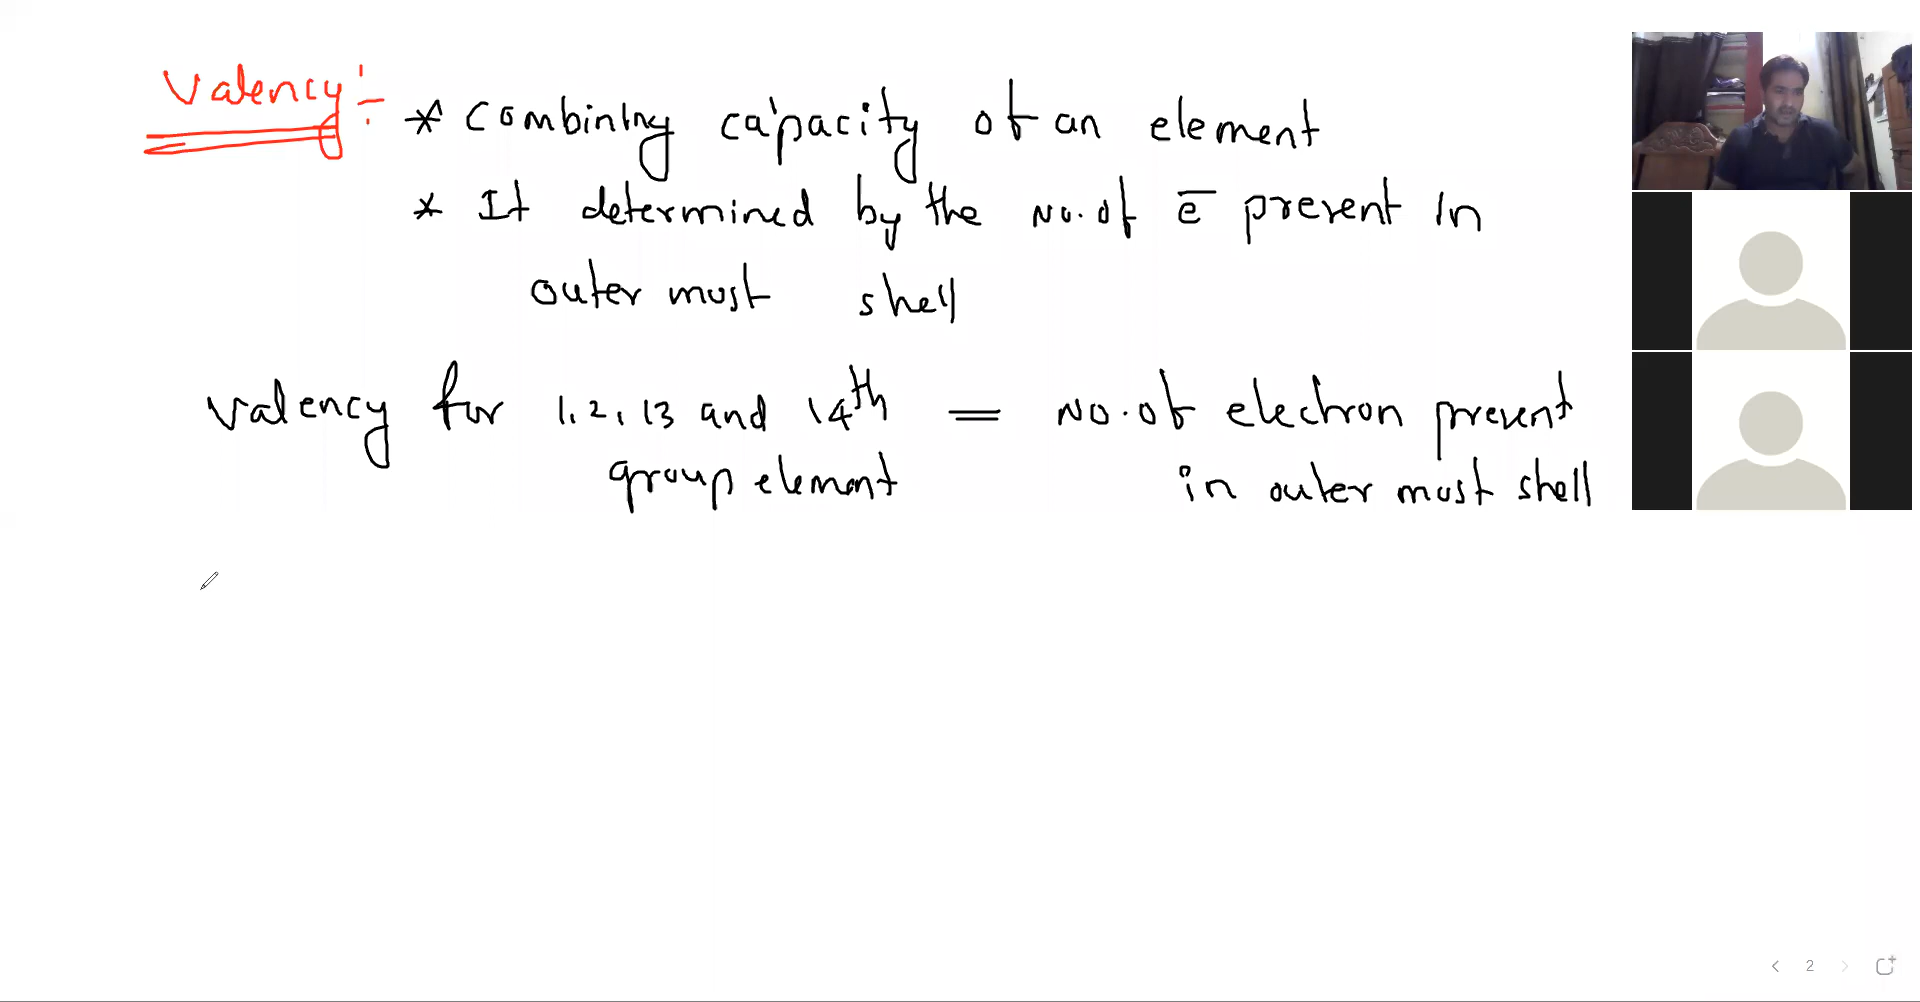 Valency :-
* Combining capacity of an element
* It determined by the No. of e̅ present in
outer most shell
Valency for 1, 2, 13 and 14th = No. of electron present
group element in outer most shell
2